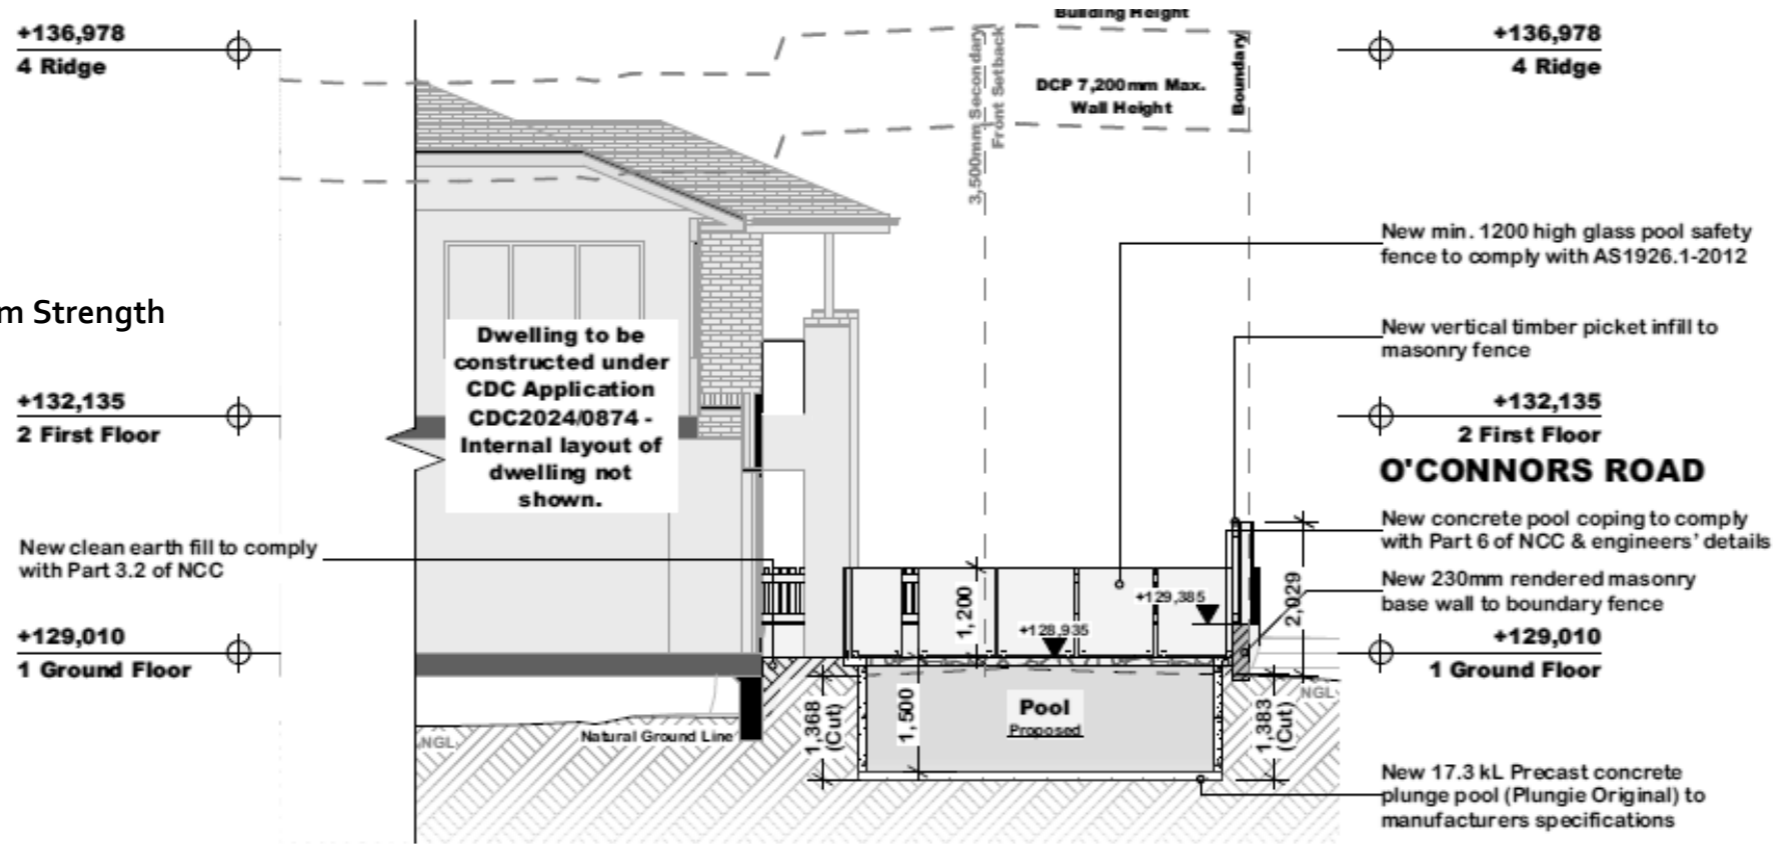 Building Height
+136,978
4 Ridge
+136,978
4 Ridge
3,500mm Secondary
Front Setback
DCP 7,200mm Max.
Wall Height
Boundary
New min. 1200 high glass pool safety
fence to comply with AS1926.1-2012
m Strength
New vertical timber picket infill to
masonry fence
Dwelling to be
constructed under
CDC Application
CDC2024/0874 -
Internal layout of
dwelling not
shown.
+132,135
2 First Floor
+132,135
2 First Floor
O'CONNORS ROAD
New clean earth fill to comply
with Part 3.2 of NCC
New concrete pool coping to comply
with Part 6 of NCC & engineers' details
New 230mm rendered masonry
base wall to boundary fence
1,200
+129,385
+128,935
2,029
+129,010
1 Ground Floor
+129,010
1 Ground Floor
NGL
Natural Ground Line
1,368
(Cut)
1,500
Pool
Proposed
1,383
(Cut)
NGL
New 17.3 kL Precast concrete
plunge pool (Plungie Original) to
manufacturers specifications